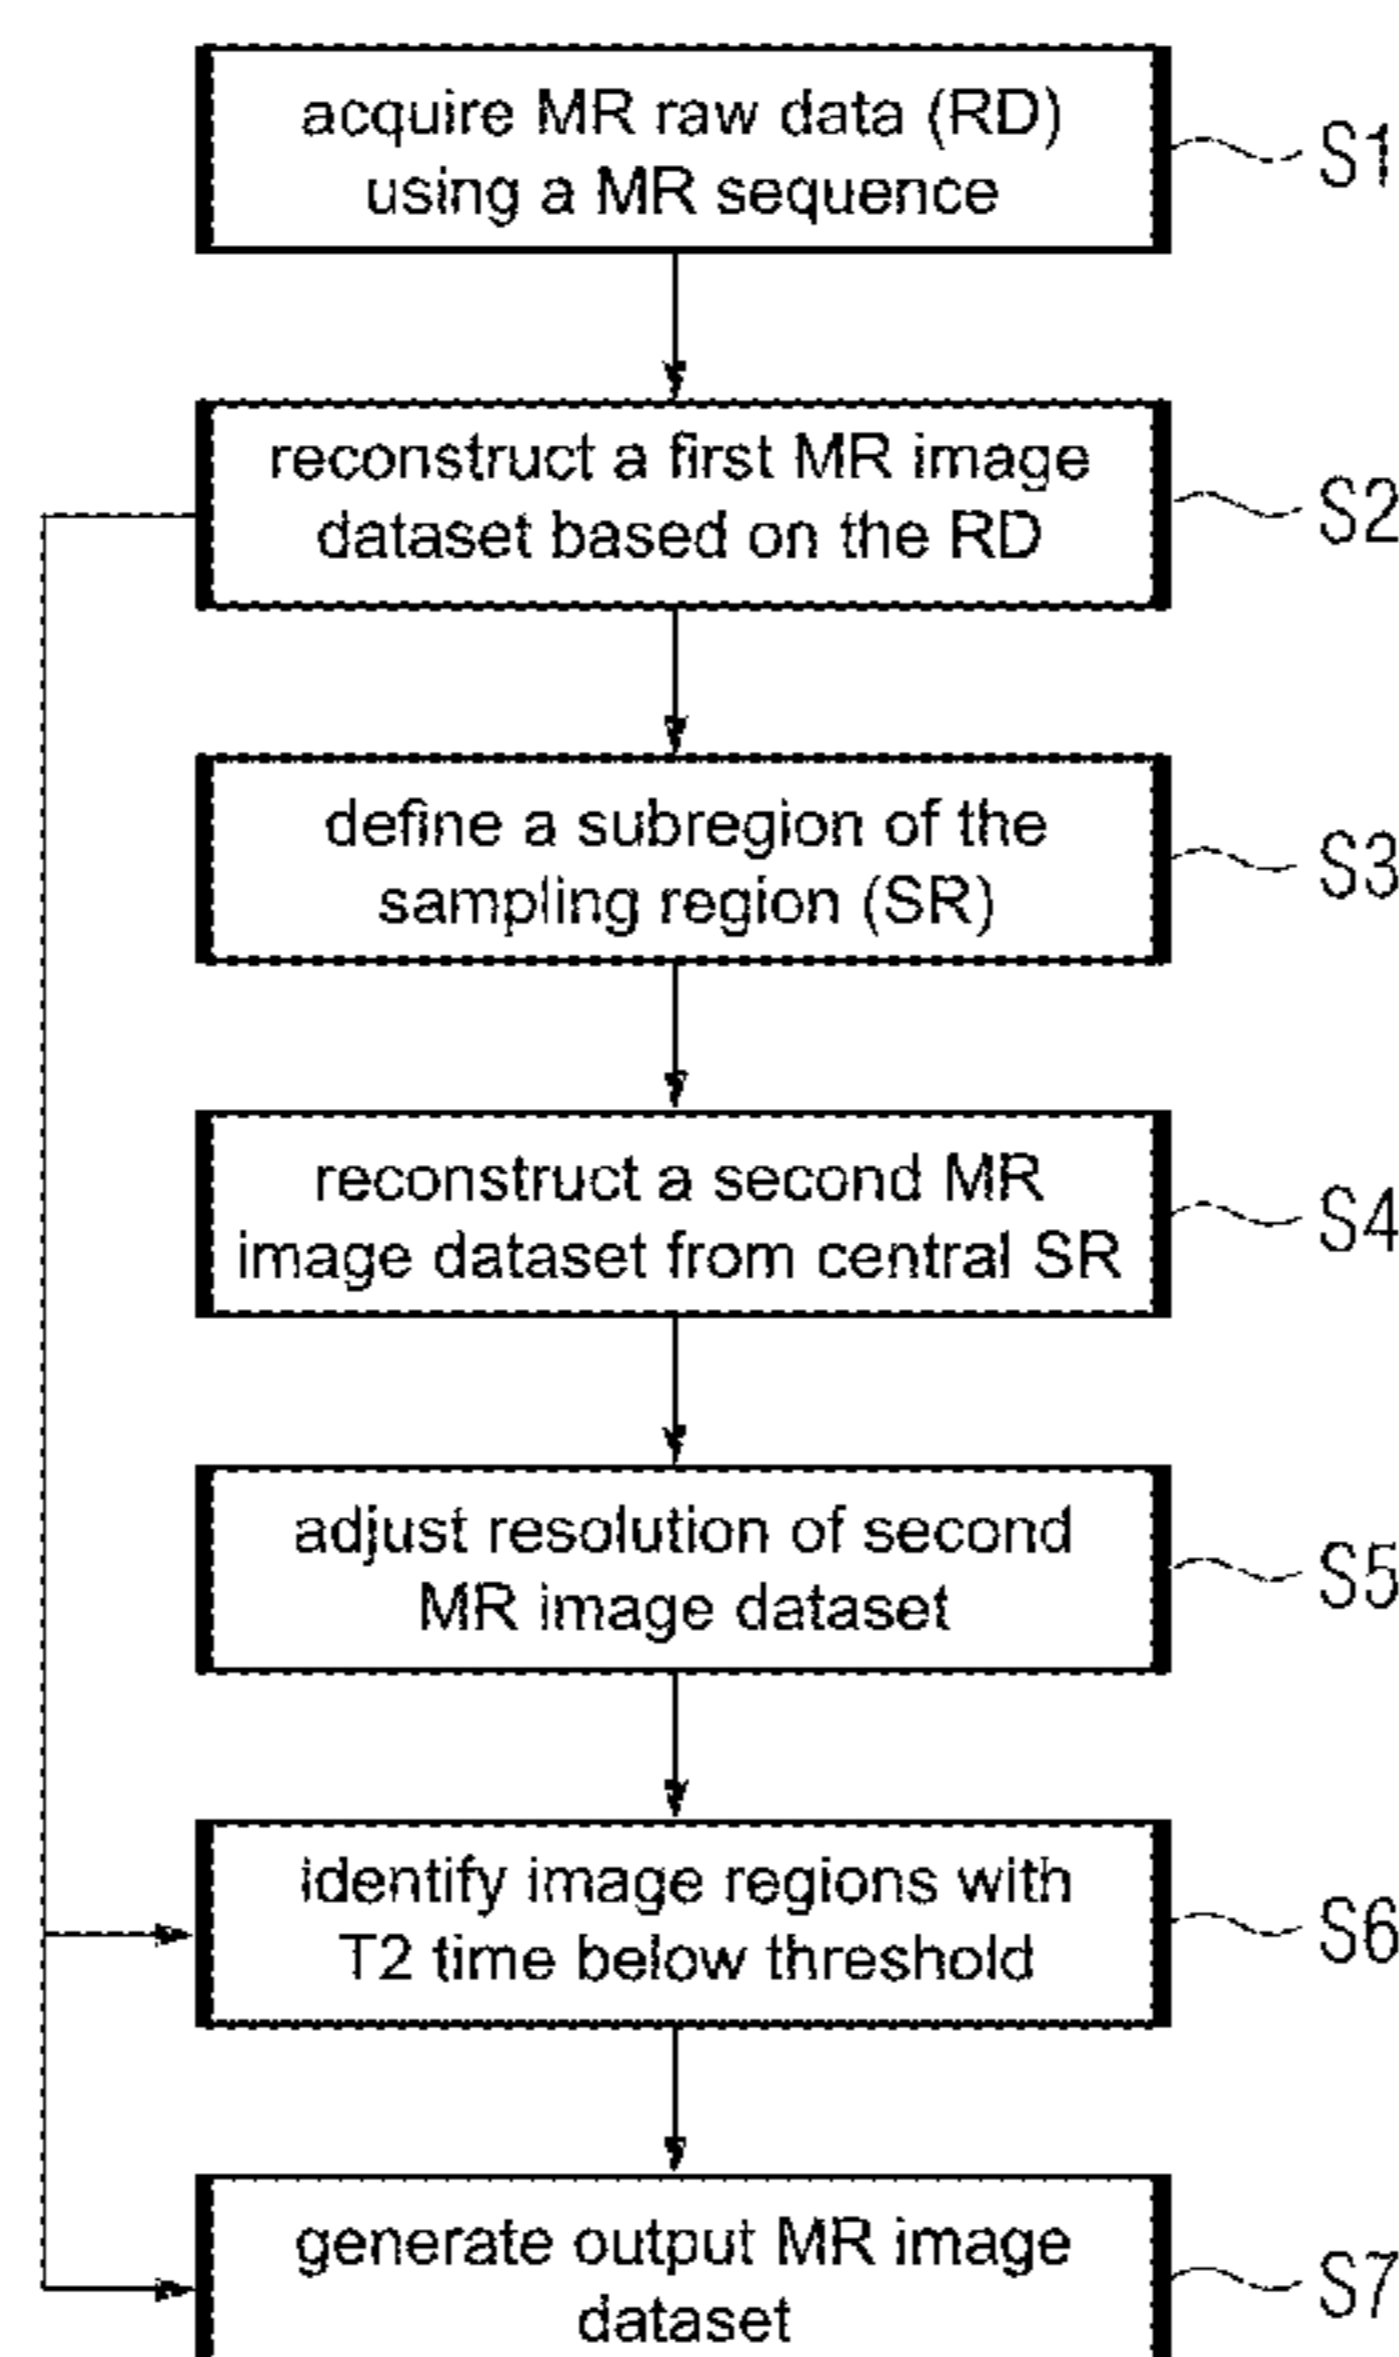 acquire MR raw data (RD)
using a MR sequence
S1
reconstruct a first MR image
dataset based on the RD
S2
define a subregion of the
sampling region (SR)
S3
reconstruct a second MR
image dataset from central SR
S4
adjust resolution of second
MR image dataset
S5
identify image regions with
T2 time below threshold
S6
generate output MR image
dataset
S7